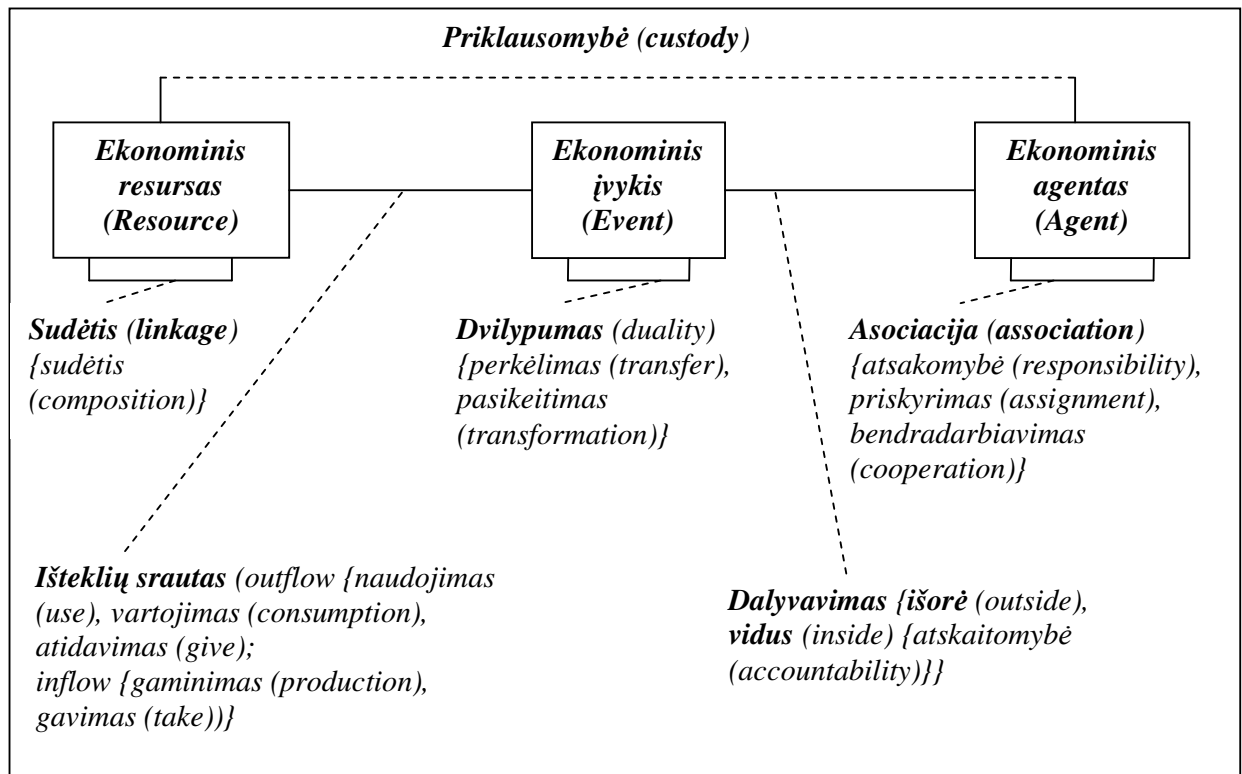 Priklausomybė (custody)
Ekonominis
resursas
(Resource)
Ekonominis
įvykis
(Event)
Ekonominis
agentas
(Agent)
Sudėtis (linkage)
{sudėtis
(composition)}
Dvilypumas (duality)
{perkėlimas (transfer),
pasikeitimas
(transformation)}
Asociacija (association)
{atsakomybė (responsibility),
priskyrimas (assignment),
bendradarbiavimas
(cooperation)}
Išteklių srautas (outflow {naudojimas
(use), vartojimas (consumption),
atidavimas (give);
inflow {gaminimas (production),
gavimas (take))}
Dalyvavimas {išorė (outside),
vidus (inside) {atskaitomybė
(accountability)}}